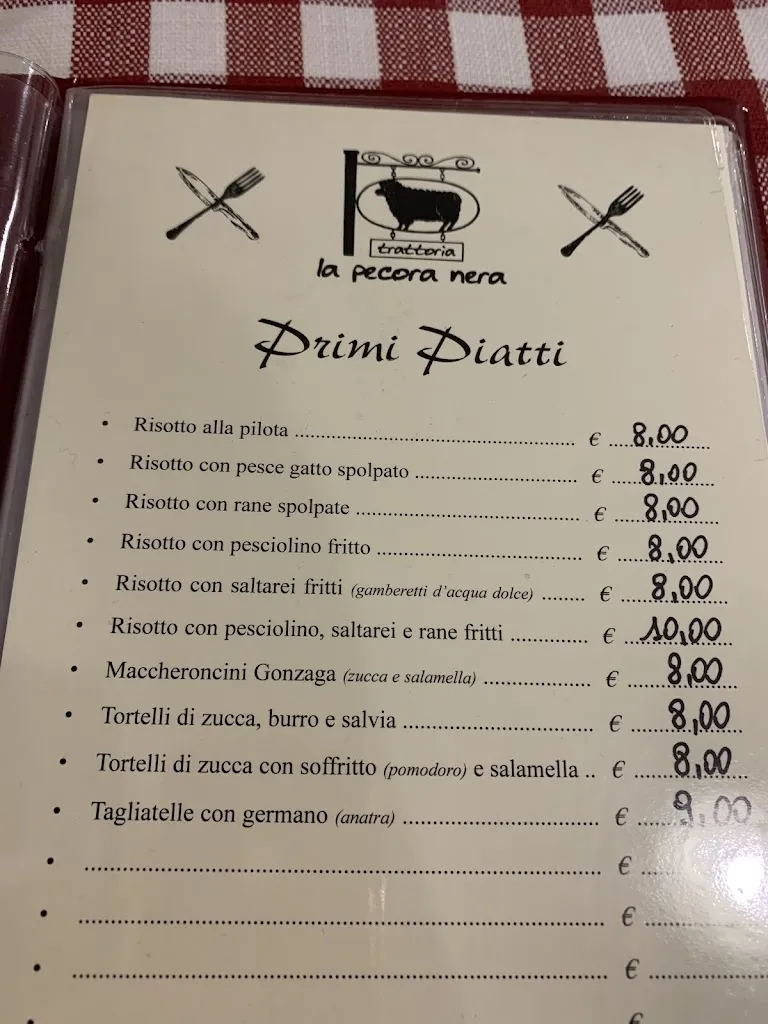 trattoria
la pecora nera
Primi Piatti
• Risotto alla pilota ........ € 8,00
• Risotto con pesce gatto spolpato ........ € 8,00
• Risotto con rane spolpate ........ € 8,00
• Risotto con pesciolino fritto ........ € 8,00
• Risotto con saltarei fritti (gamberetti d'acqua dolce) ........ € 8,00
• Risotto con pesciolino, saltarei e rane fritti ........ € 10,00
• Maccheroncini Gonzaga (zucca e salamella) ........ € 8,00
• Tortelli di zucca, burro e salvia ........ € 8,00
• Tortelli di zucca con soffritto (pomodoro) e salamella .. € 8,00
• Tagliatelle con germano (anatra) ........ € 9,00
• ........ €
• ........ €
• ........ €
€